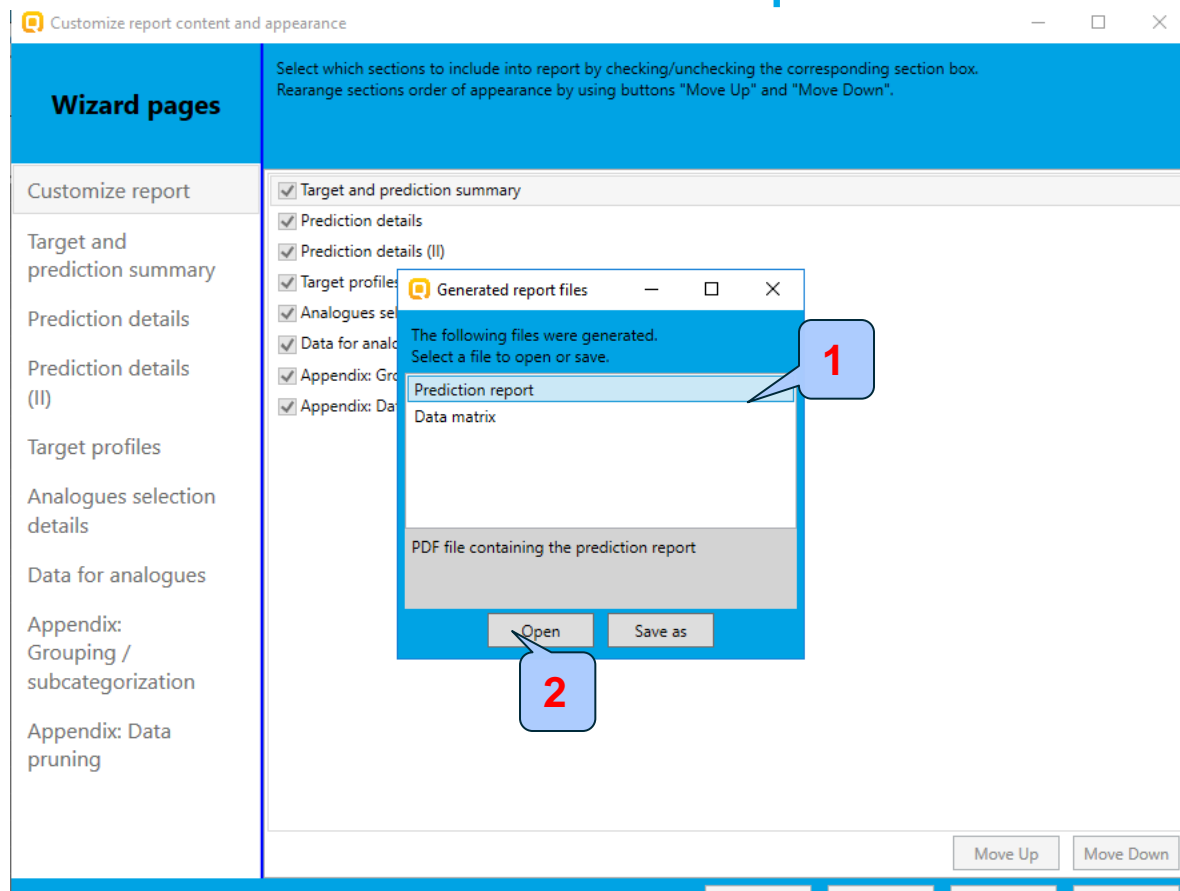 Customize report content and appearance
Wizard pages
Select which sections to include into report by checking/unchecking the corresponding section box.
Rearange sections order of appearance by using buttons "Move Up" and "Move Down".
Customize report
Target and
prediction summary
Prediction details
Prediction details
(II)
Target profiles
Analogues selection
details
Data for analogues
Appendix:
Grouping /
subcategorization
Appendix: Data
pruning
Target and prediction summary
Prediction details
Prediction details (II)
Target profiles
Analogues sel
Data for analo
Appendix: Gro
Appendix: Dat
Generated report files
The following files were generated.
Select a file to open or save.
Prediction report
Data matrix
PDF file containing the prediction report
Open
Save as
1
2
Move Up
Move Down